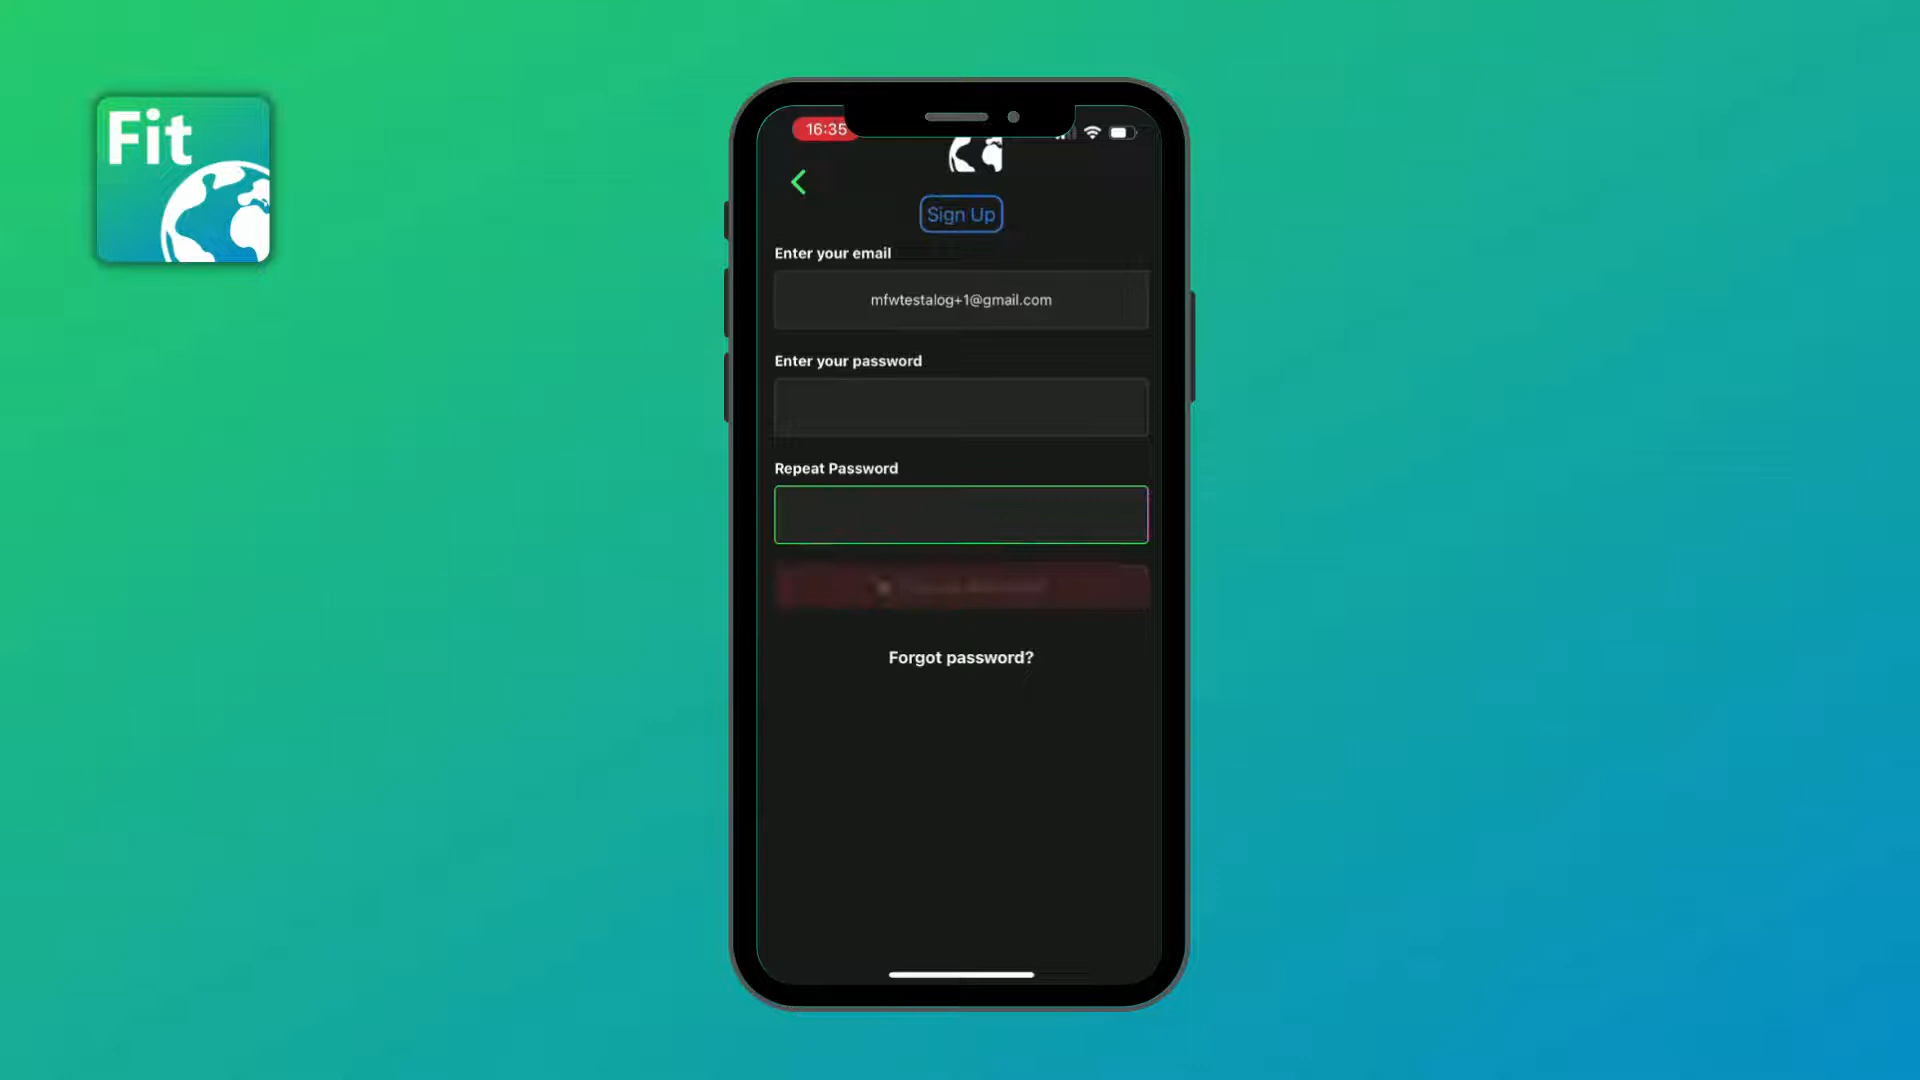 Fit
16:35
Sign Up
Enter your email
mfwtestalog+1@gmail.com
Enter your password
Repeat Password
Forgot password?